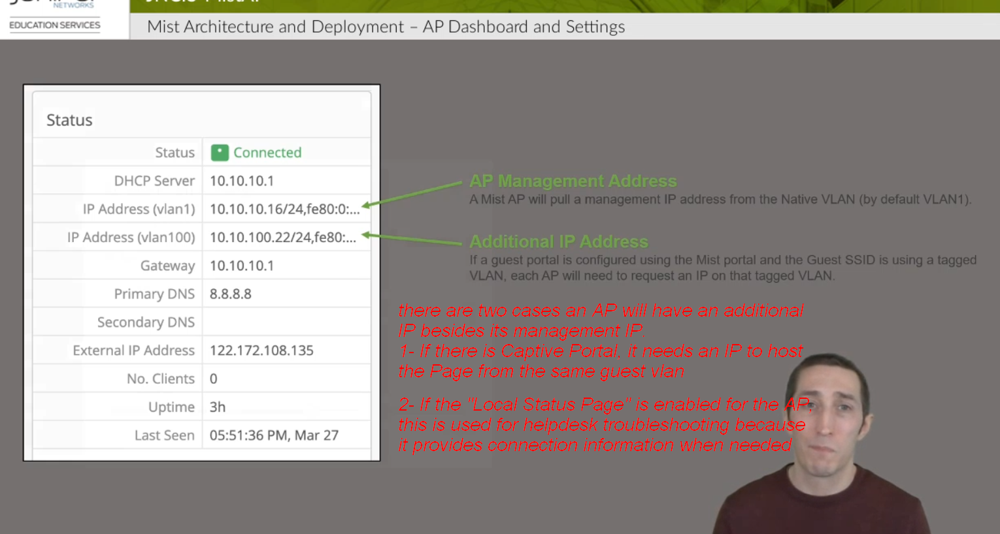 NETWORKS
EDUCATION SERVICES
Mist Architecture and Deployment – AP Dashboard and Settings
Status
Status Connected
DHCP Server 10.10.10.1
IP Address (vlan1) 10.10.10.16/24,fe80:0:...
IP Address (vlan100) 10.10.100.22/24,fe80:...
Gateway 10.10.10.1
Primary DNS 8.8.8.8
Secondary DNS
External IP Address 122.172.108.135
No. Clients 0
Uptime 3h
Last Seen 05:51:36 PM, Mar 27
AP Management Address
A Mist AP will pull a management IP address from the Native VLAN (by default VLAN1).
Additional IP Address
If a guest portal is configured using the Mist portal and the Guest SSID is using a tagged
VLAN, each AP will need to request an IP on that tagged VLAN.
there are two cases an AP will have an additional
IP besides its management IP.
1- If there is Captive Portal, it needs an IP to host
the Page from the same guest vlan
2- If the "Local Status Page" is enabled for the AP,
this is used for helpdesk troubleshooting because
it provides connection information when needed